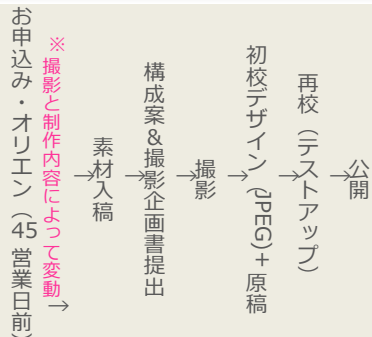 お申込み・オリエン（45営業日前）
※撮影と制作内容によって変動
→
→
素材入稿
→
構成案&撮影企画書提出
→
撮影
→
初校デザイン（JPEG)＋原稿
→
再校（テストアップ）
→
公開